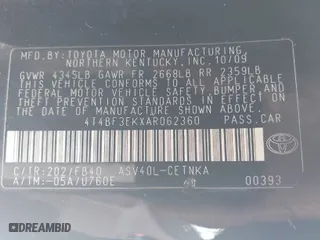 MFD. BY: TOYOTA MOTOR MANUFACTURING,
NORTHERN KENTUCKY, INC. 10/09
GVWR 4345LB GAWR FR 2668LB RR 2359LB
THIS VEHICLE CONFORMS TO ALL
APPLICABLE FEDERAL MOTOR VEHICLE
SAFETY, BUMPER, AND THEFT PREVENTION
STANDARDS IN EFFECT ON THE DATE OF
MANUFACTURE SHOWN ABOVE.
4T4BF3EKXAR062360 PASS.CAR
C/TR:202/FB40 ASV40L-CETNKA
A/TM:-05A/U760E
00393
TOYOTA
autobidcar